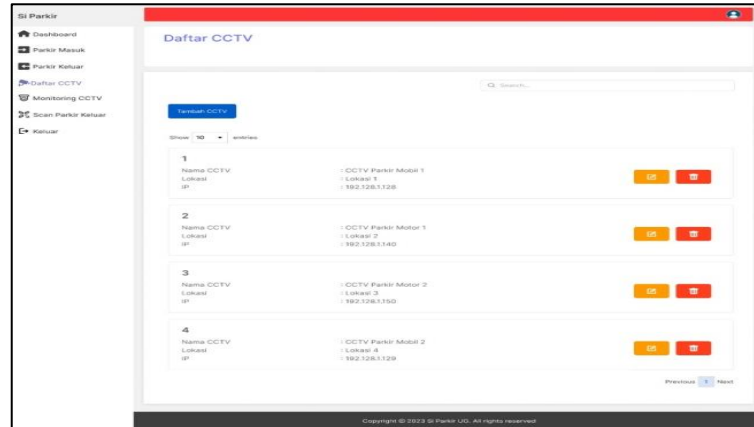 Si Parkir
Dashboard
Parkir Masuk
Parkir Keluar
Daftar CCTV
Monitoring CCTV
Scan Parkir Keluar
Keluar
Daftar CCTV
Search...
Tambah CCTV
Show 10 entries
1
Nama CCTV : CCTV Parkir Mobil 1
Lokasi : Lokasi 1
IP : 192.128.1.128
2
Nama CCTV : CCTV Parkir Motor 1
Lokasi : Lokasi 2
IP : 192.128.1.140
3
Nama CCTV : CCTV Parkir Motor 2
Lokasi : Lokasi 3
IP : 192.128.1.150
4
Nama CCTV : CCTV Parkir Mobil 2
Lokasi : Lokasi 4
IP : 192.128.1.129
Previous 1 Next
Copyright © 2023 Si Parkir UG. All rights reserved